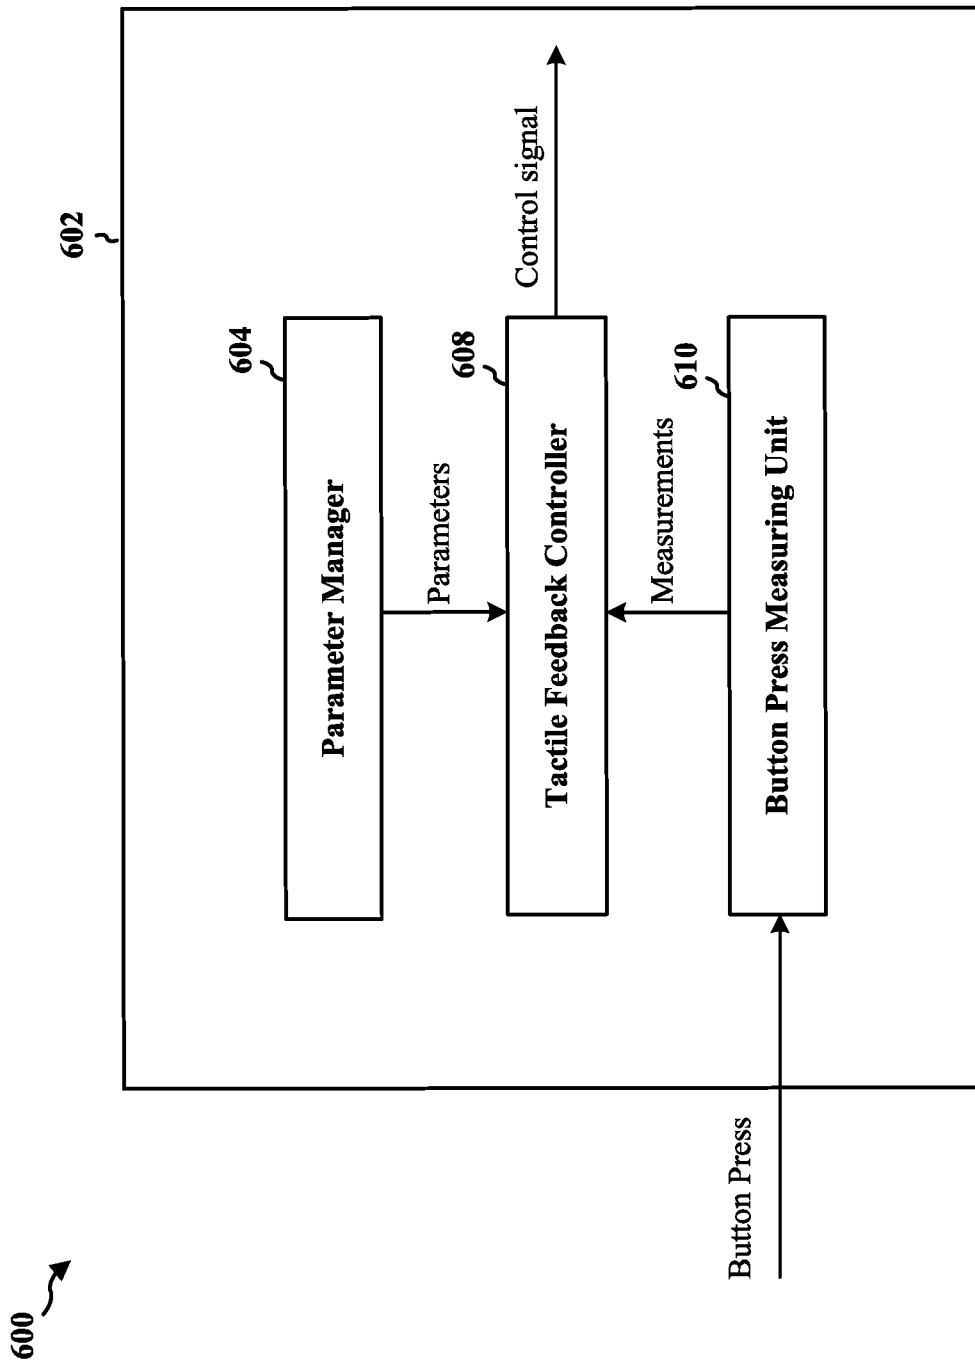 600
602
604
Parameter Manager
Parameters
608
Tactile Feedback Controller
Control signal
Measurements
610
Button Press Measuring Unit
Button Press